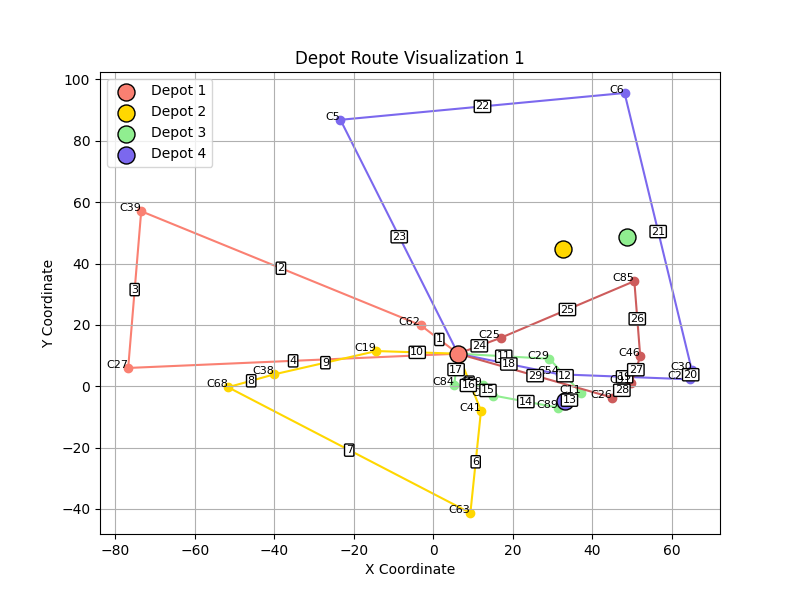 Depot Route Visualization 1
Depot 1
Depot 2
Depot 3
Depot 4
Y Coordinate
100
80
60
40
20
0
−20
−40
−80
−60
−40
−20
0
20
40
60
X Coordinate
C5
C6
22
C39
23
21
2
3
C85
25
26
C62
1
C25
24
C19
10
11
C29
C46
C27
4
9
18
C38
17
C54
C30
8
29
12
27
20
C68
C84
16
15
28
C11
C26
14
C89
13
C41
7
6
C63